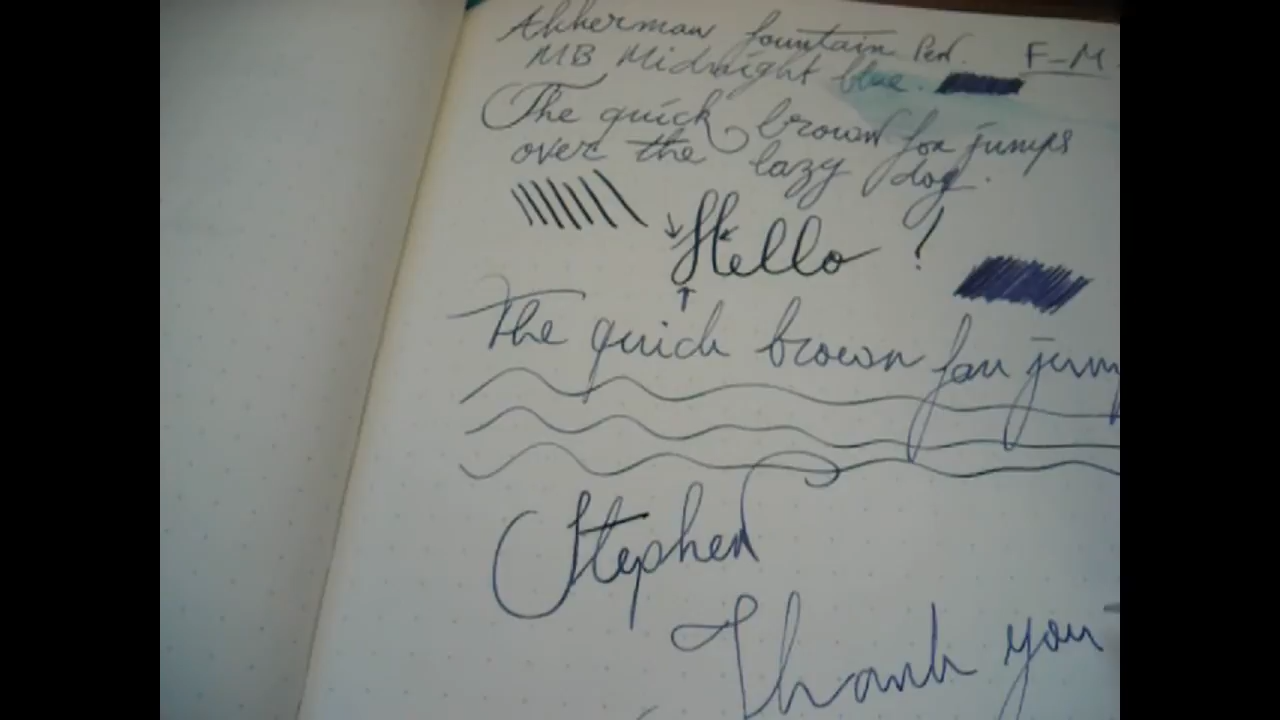 Akkerman fountain Pen. F-M.
MB Midnight blue.
The quick brown fox jumps
over the lazy dog.
Hello !
The quick brown fox jump
Stephen
Thank you